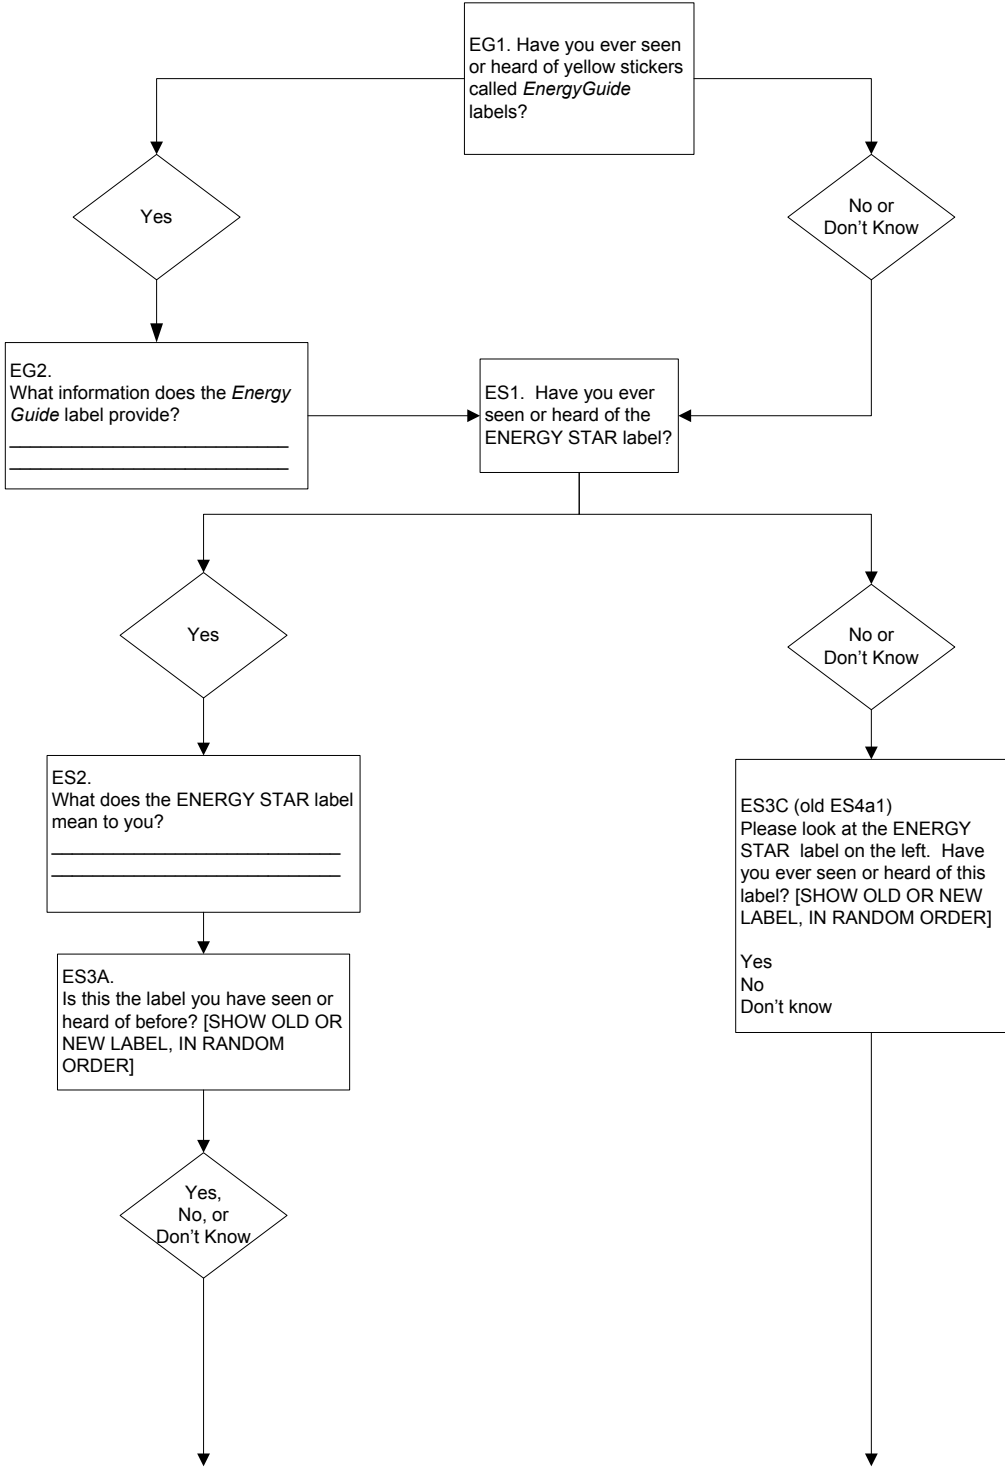 EG1. Have you ever seen
or heard of yellow stickers
called EnergyGuide
labels?
Yes
No or
Don't Know
EG2.
What information does the Energy
Guide label provide?
ES1.  Have you ever
seen or heard of the
ENERGY STAR label?
Yes
No or
Don't Know
ES2.
What does the ENERGY STAR label
mean to you?
ES3C (old ES4a1)
Please look at the ENERGY
STAR  label on the left.  Have
you ever seen or heard of this
label? [SHOW OLD OR NEW
LABEL, IN RANDOM ORDER]
Yes
No
Don't know
ES3A.
Is this the label you have seen or
heard of before? [SHOW OLD OR
NEW LABEL, IN RANDOM
ORDER]
Yes,
No, or
Don't Know